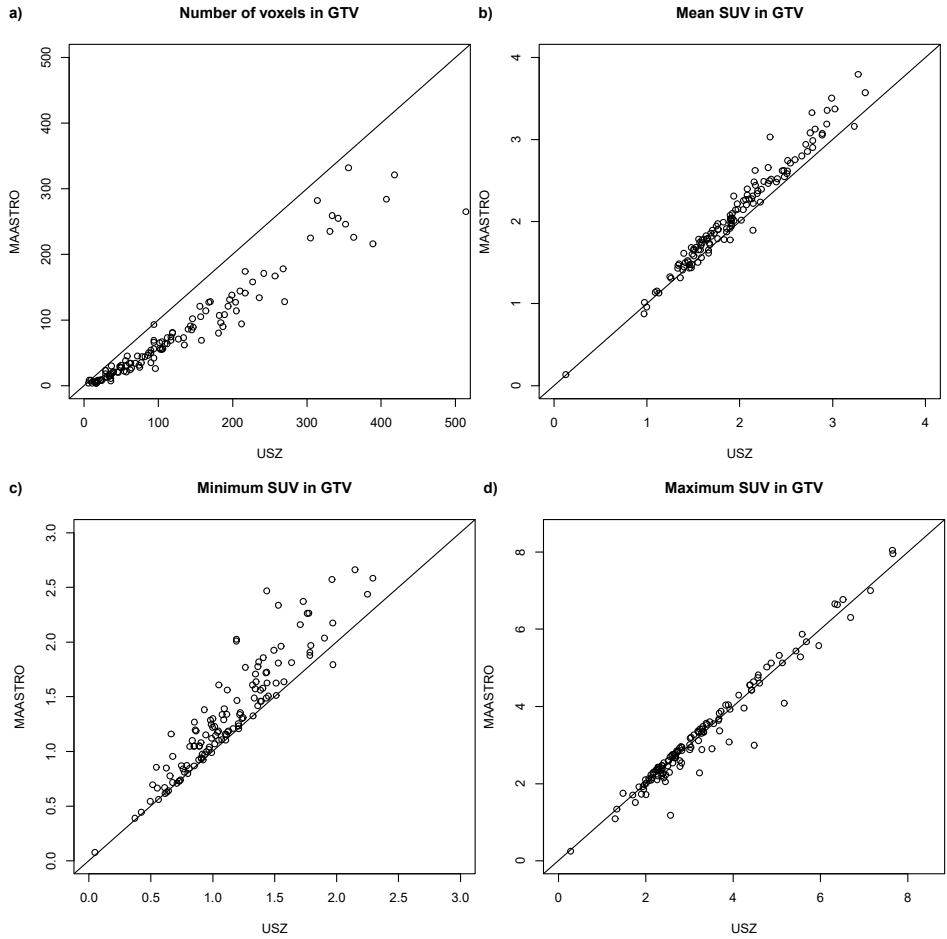 a) Number of voxels in GTV
MAASTRO
0 100 200 300 400 500
0 100 200 300 400 500
USZ
b) Mean SUV in GTV
MAASTRO
0 1 2 3 4
0 1 2 3 4
USZ
c) Minimum SUV in GTV
MAASTRO
0.0 0.5 1.0 1.5 2.0 2.5 3.0
0.0 0.5 1.0 1.5 2.0 2.5 3.0
USZ
d) Maximum SUV in GTV
MAASTRO
0 2 4 6 8
0 2 4 6 8
USZ